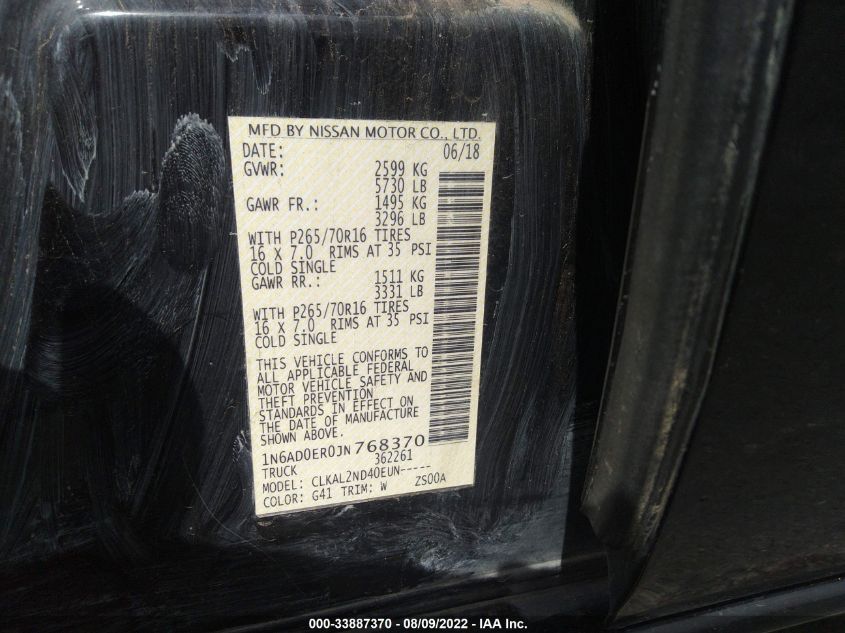 MFD BY NISSAN MOTOR CO., LTD.
DATE: 06/18
GVWR: 2599 KG
5730 LB
GAWR FR.: 1495 KG
3296 LB
WITH P265/70R16 TIRES
16 X 7.0 RIMS AT 35 PSI
COLD SINGLE
GAWR RR.: 1511 KG
3331 LB
WITH P265/70R16 TIRES
16 X 7.0 RIMS AT 35 PSI
COLD SINGLE
THIS VEHICLE CONFORMS TO
ALL APPLICABLE FEDERAL
MOTOR VEHICLE SAFETY AND
THEFT PREVENTION
STANDARDS IN EFFECT ON
THE DATE OF MANUFACTURE
SHOWN ABOVE.
1N6AD0ER0JN768370
TRUCK 362261
MODEL: CLKAL2ND40EUN-----
COLOR: G41 TRIM: W ZS00A
000-33887370 - 08/09/2022 - IAA Inc.